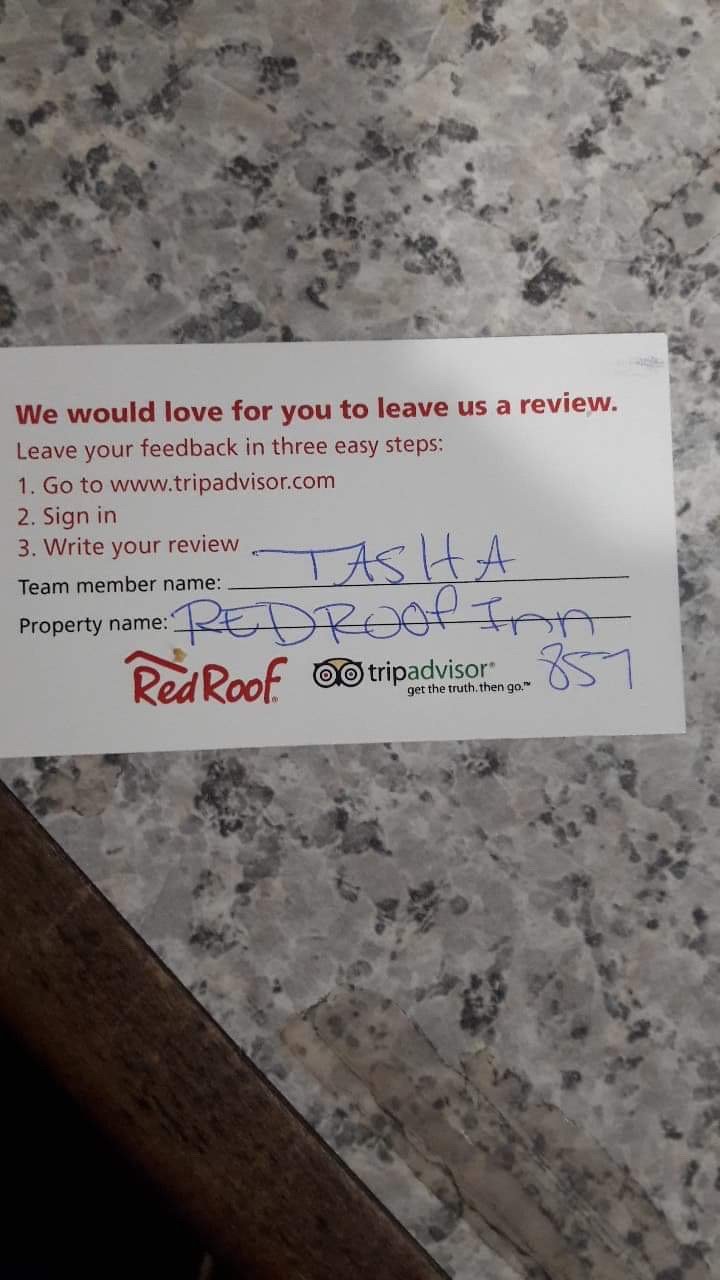 We would love for you to leave us a review.
Leave your feedback in three easy steps:
1. Go to www.tripadvisor.com
2. Sign in
3. Write your review
Team member name: TASHA
Property name: REDROOf Inn
857
RedRoof®
tripadvisor®
get the truth. then go.™